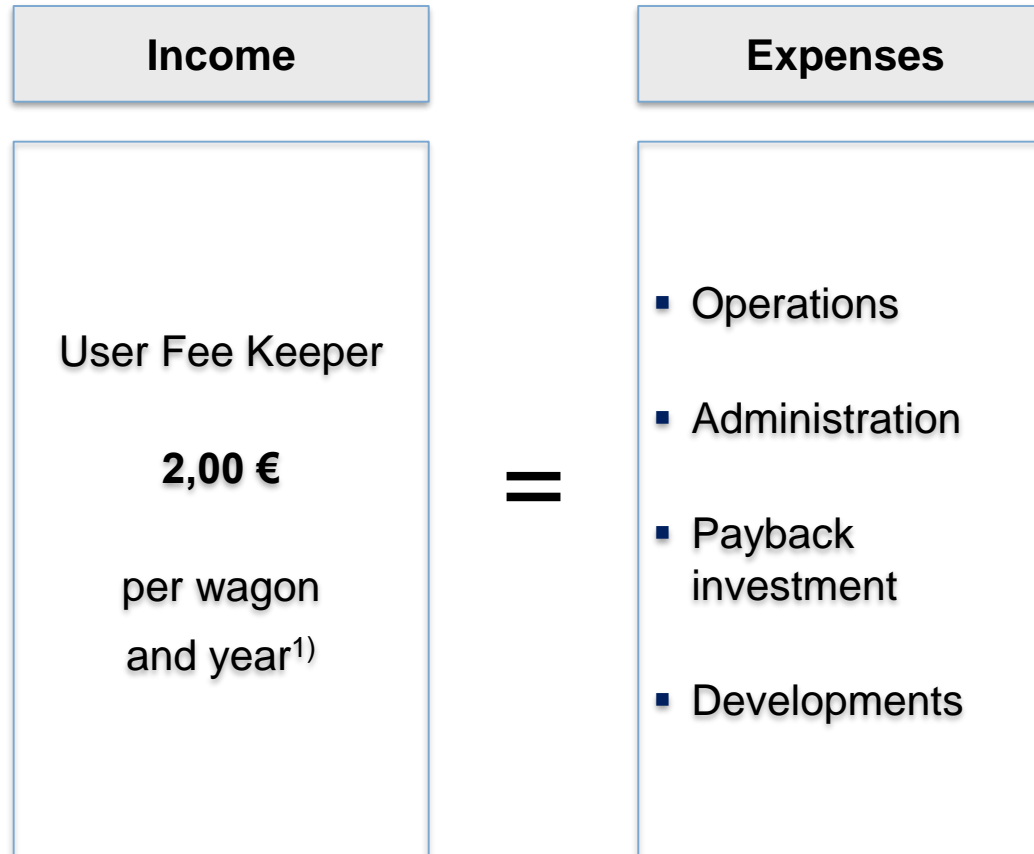 Income
User Fee Keeper
2,00 €
per wagon
and year¹⁾
=
Expenses
▪ Operations
▪ Administration
▪ Payback
investment
▪ Developments